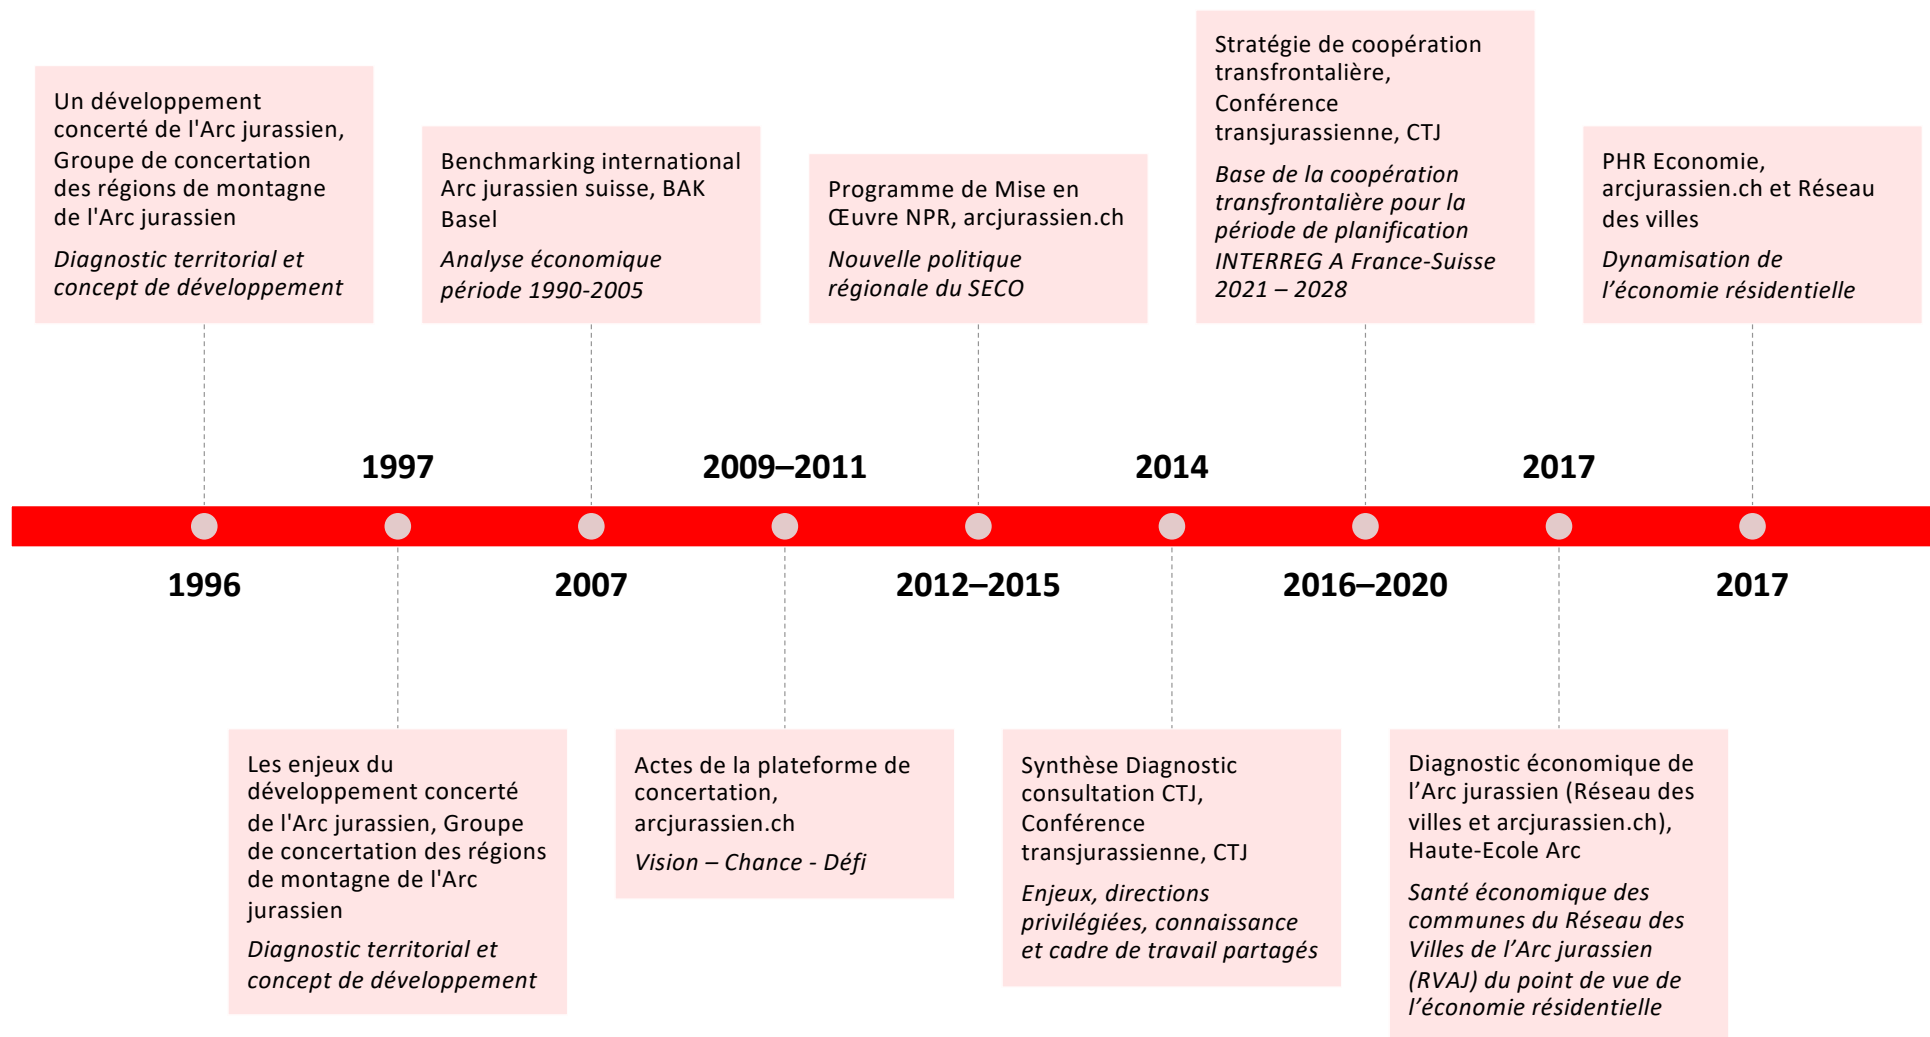 Un développement
concerté de l'Arc jurassien,
Groupe de concertation
des régions de montagne
de l'Arc jurassien
Diagnostic territorial et
concept de développement
Benchmarking international
Arc jurassien suisse, BAK
Basel
Analyse économique
période 1990-2005
Programme de Mise en
Œuvre NPR, arcjurassien.ch
Nouvelle politique
régionale du SECO
Stratégie de coopération
transfrontalière,
Conférence
transjurassienne, CTJ
Base de la coopération
transfrontalière pour la
période de planification
INTERREG A France-Suisse
2021 – 2028
PHR Economie,
arcjurassien.ch et Réseau
des villes
Dynamisation de
l’économie résidentielle
1997
2009–2011
2014
2017
1996
2007
2012–2015
2016–2020
2017
Les enjeux du
développement concerté
de l'Arc jurassien, Groupe
de concertation des régions
de montagne de l'Arc
jurassien
Diagnostic territorial et
concept de développement
Actes de la plateforme de
concertation,
arcjurassien.ch
Vision – Chance - Défi
Synthèse Diagnostic
consultation CTJ,
Conférence
transjurassienne, CTJ
Enjeux, directions
privilégiées, connaissance
et cadre de travail partagés
Diagnostic économique de
l’Arc jurassien (Réseau des
villes et arcjurassien.ch),
Haute-Ecole Arc
Santé économique des
communes du Réseau des
Villes de l’Arc jurassien
(RVAJ) du point de vue de
l’économie résidentielle